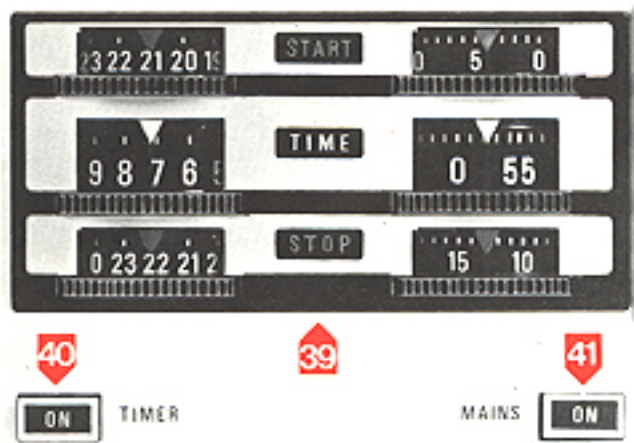 23 22 21 20 19 START 0 5 0
9 8 7 6 5 TIME 0 55
0 23 22 21 2 STOP 15 10
40 39 41
ON TIMER MAINS ON